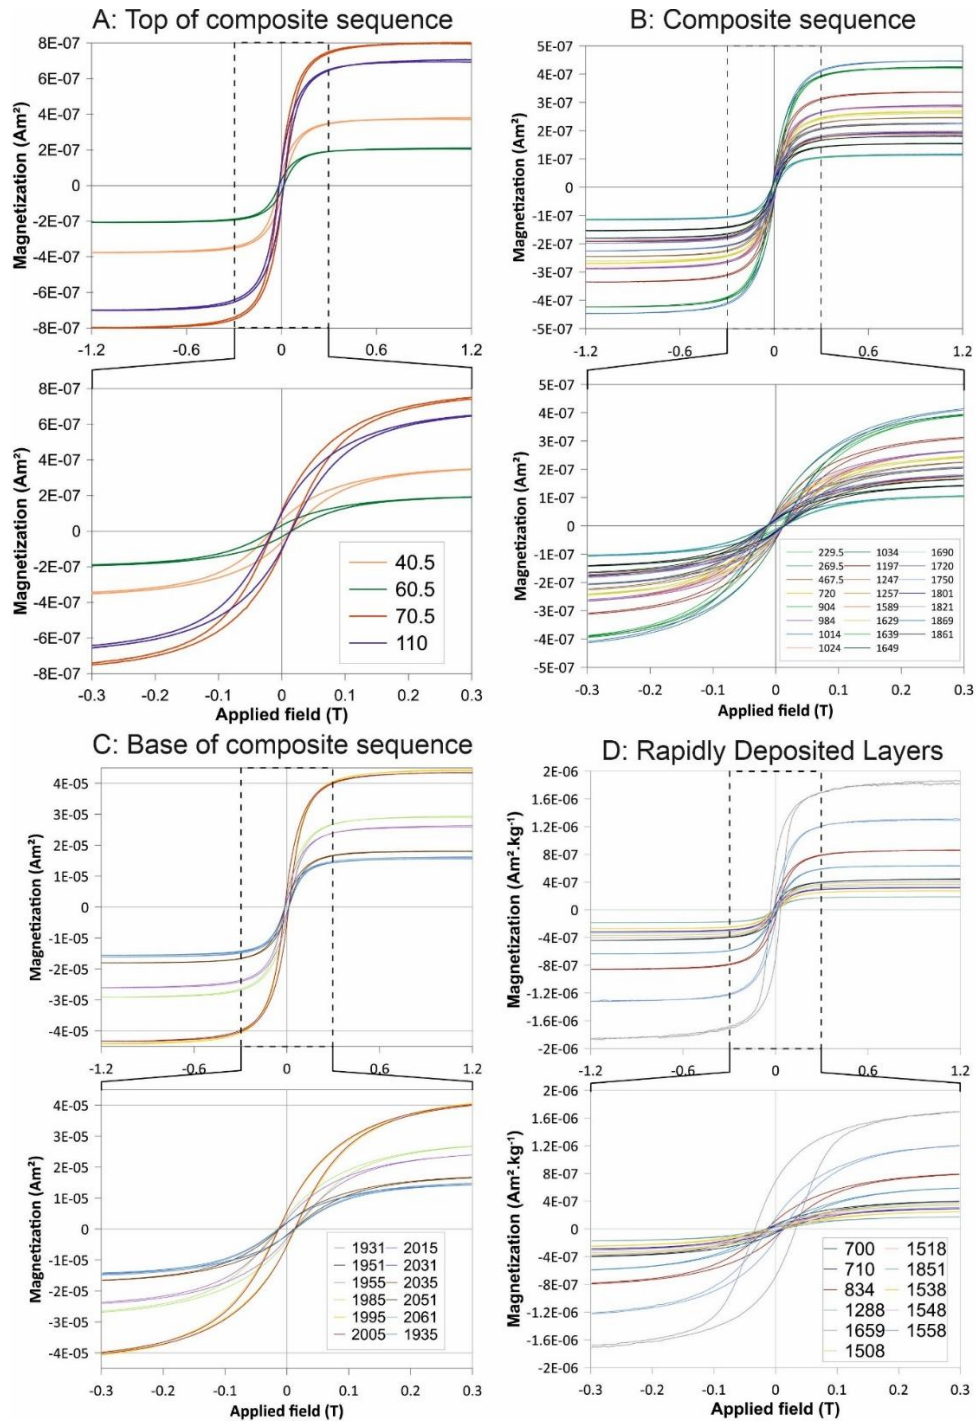 A: Top of composite sequence
Magnetization (Am²)
8E-07
6E-07
4E-07
2E-07
0
-2E-07
-4E-07
-6E-07
-8E-07
-1.2
-0.6
0
0.6
1.2
Magnetization (Am²)
8E-07
6E-07
4E-07
2E-07
0
-2E-07
-4E-07
-6E-07
-8E-07
40.5
60.5
70.5
110
-0.3
-0.2
-0.1
0
0.1
0.2
0.3
Applied field (T)
B: Composite sequence
Magnetization (Am²)
5E-07
4E-07
3E-07
2E-07
1E-07
0
-1E-07
-2E-07
-3E-07
-4E-07
-5E-07
-1.2
-0.6
0
0.6
1.2
Magnetization (Am²)
5E-07
4E-07
3E-07
2E-07
1E-07
0
-1E-07
-2E-07
-3E-07
-4E-07
-5E-07
229.5 1034 1690
269.5 1197 1720
467.5 1247 1750
720 1257 1801
904 1589 1821
984 1629 1869
1014 1639 1861
1024 1649
-0.3
-0.2
-0.1
0
0.1
0.2
0.3
Applied field (T)
C: Base of composite sequence
Magnetization (Am²)
4E-05
3E-05
2E-05
1E-05
0
-1E-05
-2E-05
-3E-05
-4E-05
-1.2
-0.6
0
0.6
1.2
Magnetization (Am²)
4E-05
3E-05
2E-05
1E-05
0
-1E-05
-2E-05
-3E-05
-4E-05
1931 2015
1951 2031
1955 2035
1985 2051
1995 2061
2005 1935
-0.3
-0.2
-0.1
0
0.1
0.2
0.3
Applied field (T)
D: Rapidly Deposited Layers
Magnetization (Am².kg⁻¹)
2E-06
1.6E-06
1.2E-06
8E-07
4E-07
0
-4E-07
-8E-07
-1.2E-06
-1.6E-06
-2E-06
-1.2
-0.6
0
0.6
1.2
Magnetization (Am².kg⁻¹)
2E-06
1.6E-06
1.2E-06
8E-07
4E-07
0
-4E-07
-8E-07
-1.2E-06
-1.6E-06
-2E-06
700 1518
710 1851
834 1538
1288 1548
1659 1558
1508
-0.3
-0.2
-0.1
0
0.1
0.2
0.3
Applied field (T)